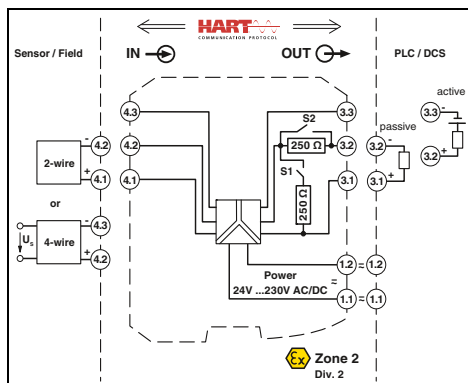 HART
COMMUNICATION PROTOCOL
Sensor / Field
IN
OUT
PLC / DCS
4.3
3.3
3.3
-
active
S2
4.2
-
4.2
250 Ω
3.2
3.2
-
passive
2-wire
3.2
+
+
4.1
4.1
S1
3.1
3.1
+
or
250 Ω
4-wire
-
4.3
Us
+
4.2
Power
24V ...230V AC/DC
≂
1.2
≈
1.2
1.1
≈
1.1
Ex
Zone 2
Div. 2